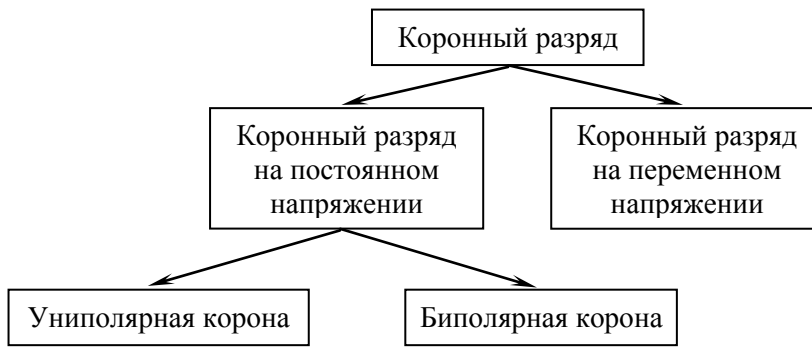 Коронный разряд
Коронный разряд
на постоянном
напряжении
Коронный разряд
на переменном
напряжении
Униполярная корона
Биполярная корона